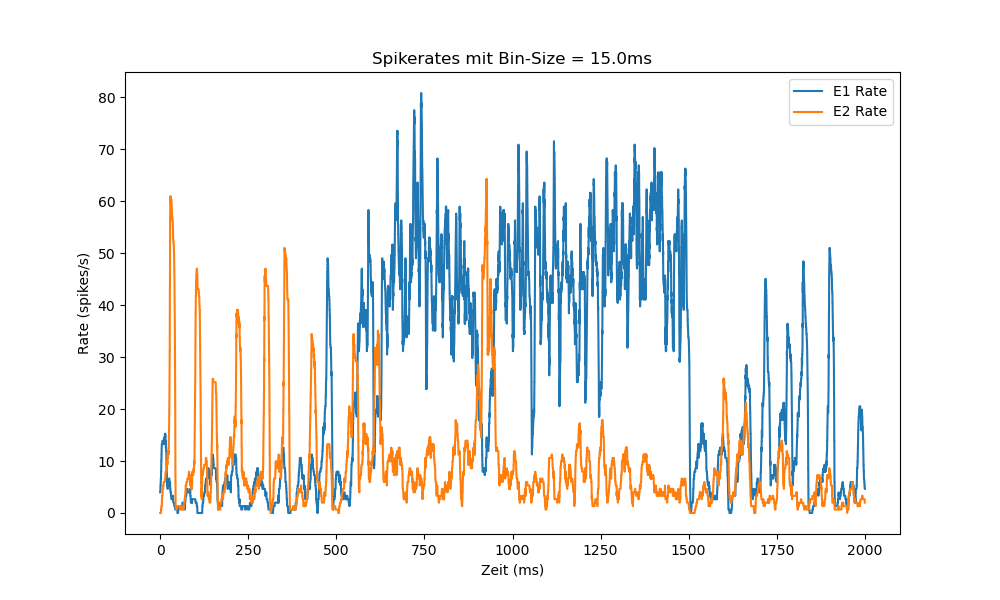 Spikerates mit Bin-Size = 15.0ms
E1 Rate
E2 Rate
80
70
60
50
40
30
20
10
0
Rate (spikes/s)
0 250 500 750 1000 1250 1500 1750 2000
Zeit (ms)